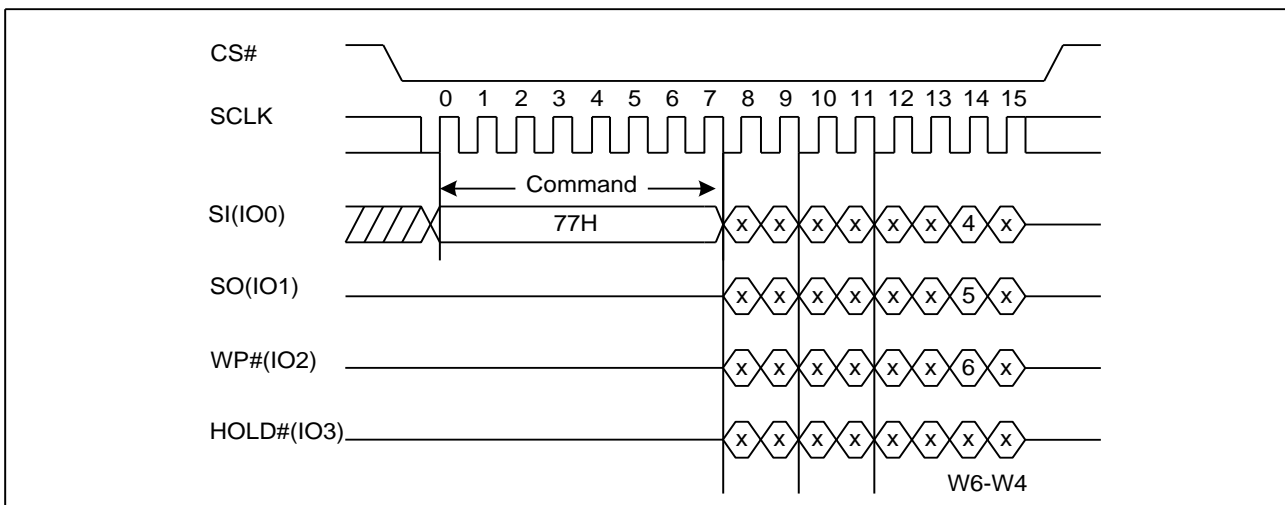 CS#
0 1 2 3 4 5 6 7 8 9 10 11 12 13 14 15
SCLK
Command
SI(IO0) 77H x x x x x x 4 x
SO(IO1) x x x x x x 5 x
WP#(IO2) x x x x x x 6 x
HOLD#(IO3) x x x x x x x x
W6-W4